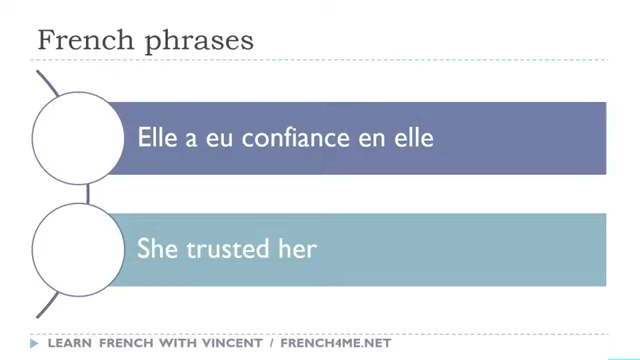 French phrases
Elle a eu confiance en elle
She trusted her
LEARN FRENCH WITH VINCENT / FRENCH4ME.NET